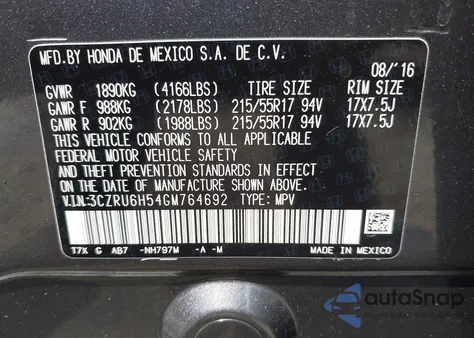 MFD.BY HONDA DE MEXICO S.A. DE C.V.
08/'16
GVWR 1890KG (4166LBS) TIRE SIZE RIM SIZE
GAWR F 988KG (2178LBS) 215/55R17 94V 17X7.5J
GAWR R 902KG (1988LBS) 215/55R17 94V 17X7.5J
THIS VEHICLE CONFORMS TO ALL APPLICABLE
FEDERAL MOTOR VEHICLE SAFETY
AND THEFT PREVENTION STANDARDS IN EFFECT
ON THE DATE OF MANUFACTURE SHOWN ABOVE.
V.I.N:3CZRU6H54GM764692 TYPE: MPV
T7X G AB7 -NH797M -A -M MADE IN MEXICO
autoSnap